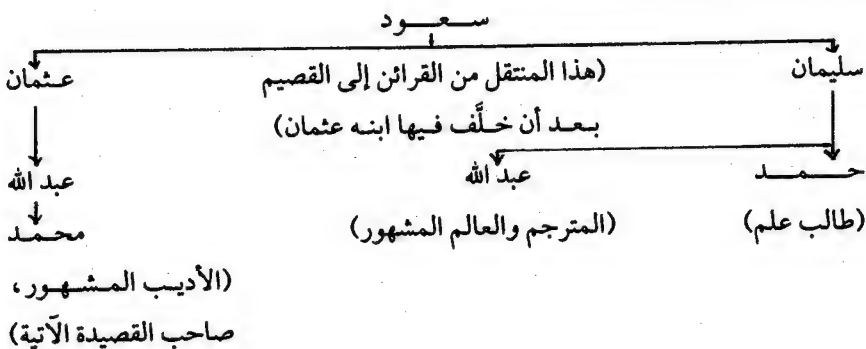 سعود
سليمان (هذا المنتقل من القرائن إلى القصيم عثمان
بعد أن خلَّف فيها ابنه عثمان)
حمد عبد الله عبد الله
(طالب علم) (المترجم والعالم المشهور) محمد
(الأديب المشهور،
صاحب القصيدة الآتية)